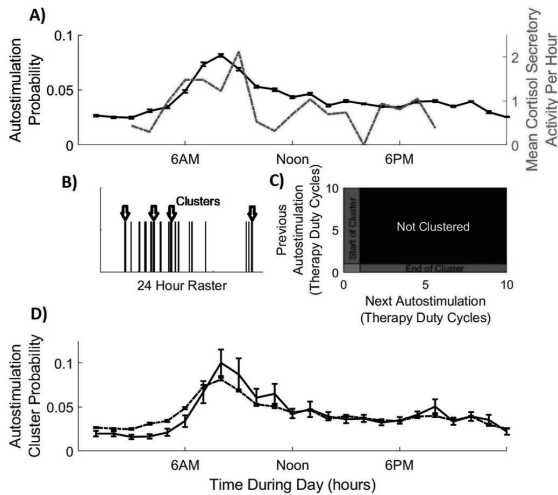 A)
0.1
0.05
0
Autostimulation
Probability
6AM
Noon
6PM
2
1
0
Mean Cortisol Secretory
Activity Per Hour
B)
Clusters
24 Hour Raster
C)
Previous
Autostimulation
(Therapy Duty Cycles)
10
5
0
Start of Cluster
Not Clustered
End of Cluster
0
5
10
Next Autostimulation
(Therapy Duty Cycles)
D)
0.1
0.05
0
Autostimulation
Cluster Probability
6AM
Noon
6PM
Time During Day (hours)